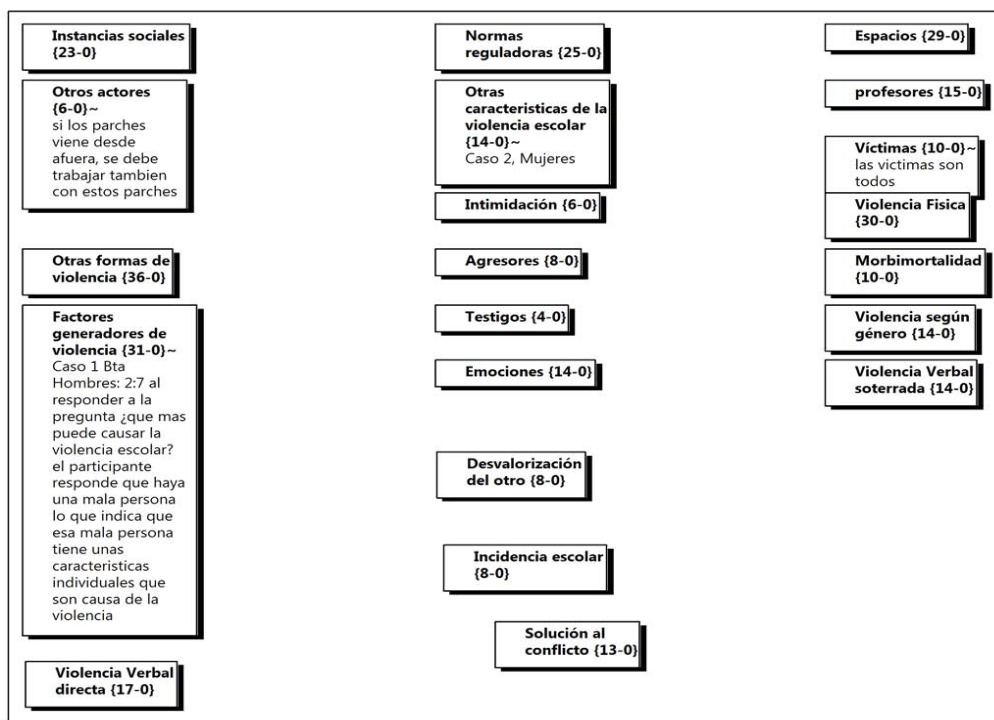 Instancias sociales
{23-0}
Otros actores
{6-0}~
si los parches
viene desde
afuera, se debe
trabajar tambien
con estos parches
Otras formas de
violencia {36-0}
Factores
generadores de
violencia {31-0}~
Caso 1 Bta
Hombres: 2:7 al
responder a la
pregunta ¿que mas
puede causar la
violencia escolar?
el participante
responde que haya
una mala persona
lo que indica que
esa mala persona
tiene unas
caracteristicas
individuales que
son causa de la
violencia
Violencia Verbal
directa {17-0}
Normas
reguladoras {25-0}
Otras
caracteristicas de la
violencia escolar
{14-0}~
Caso 2, Mujeres
Intimidación {6-0}
Agresores {8-0}
Testigos {4-0}
Emociones {14-0}
Desvalorización
del otro {8-0}
Incidencia escolar
{8-0}
Solución al
conflicto {13-0}
Espacios {29-0}
profesores {15-0}
Víctimas {10-0}~
las victimas son
todos
Violencia Fisica
{30-0}
Morbimortalidad
{10-0}
Violencia según
género {14-0}
Violencia Verbal
soterrada {14-0}